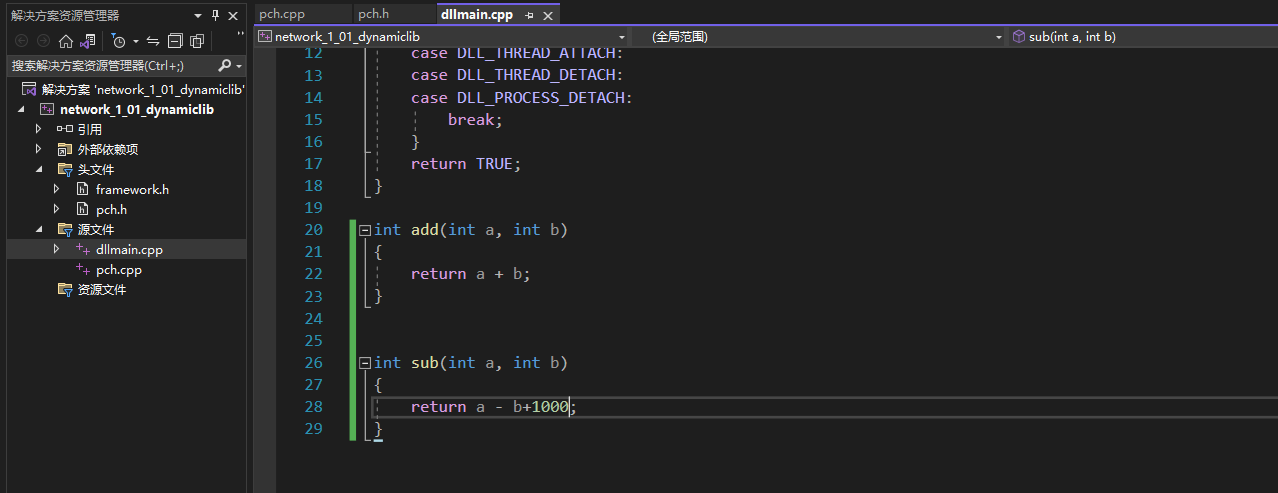 解决方案资源管理器
搜索解决方案资源管理器(Ctrl+;)
解决方案 'network_1_01_dynamiclib'
network_1_01_dynamiclib
引用
外部依赖项
头文件
framework.h
pch.h
源文件
dllmain.cpp
pch.cpp
资源文件
pch.cpp
pch.h
dllmain.cpp
network_1_01_dynamiclib
(全局范围)
sub(int a, int b)
12 case DLL_THREAD_ATTACH:
13 case DLL_THREAD_DETACH:
14 case DLL_PROCESS_DETACH:
15 break;
16 }
17 return TRUE;
18 }
19
20 int add(int a, int b)
21 {
22 return a + b;
23 }
24
25
26 int sub(int a, int b)
27 {
28 return a - b+1000;
29 }